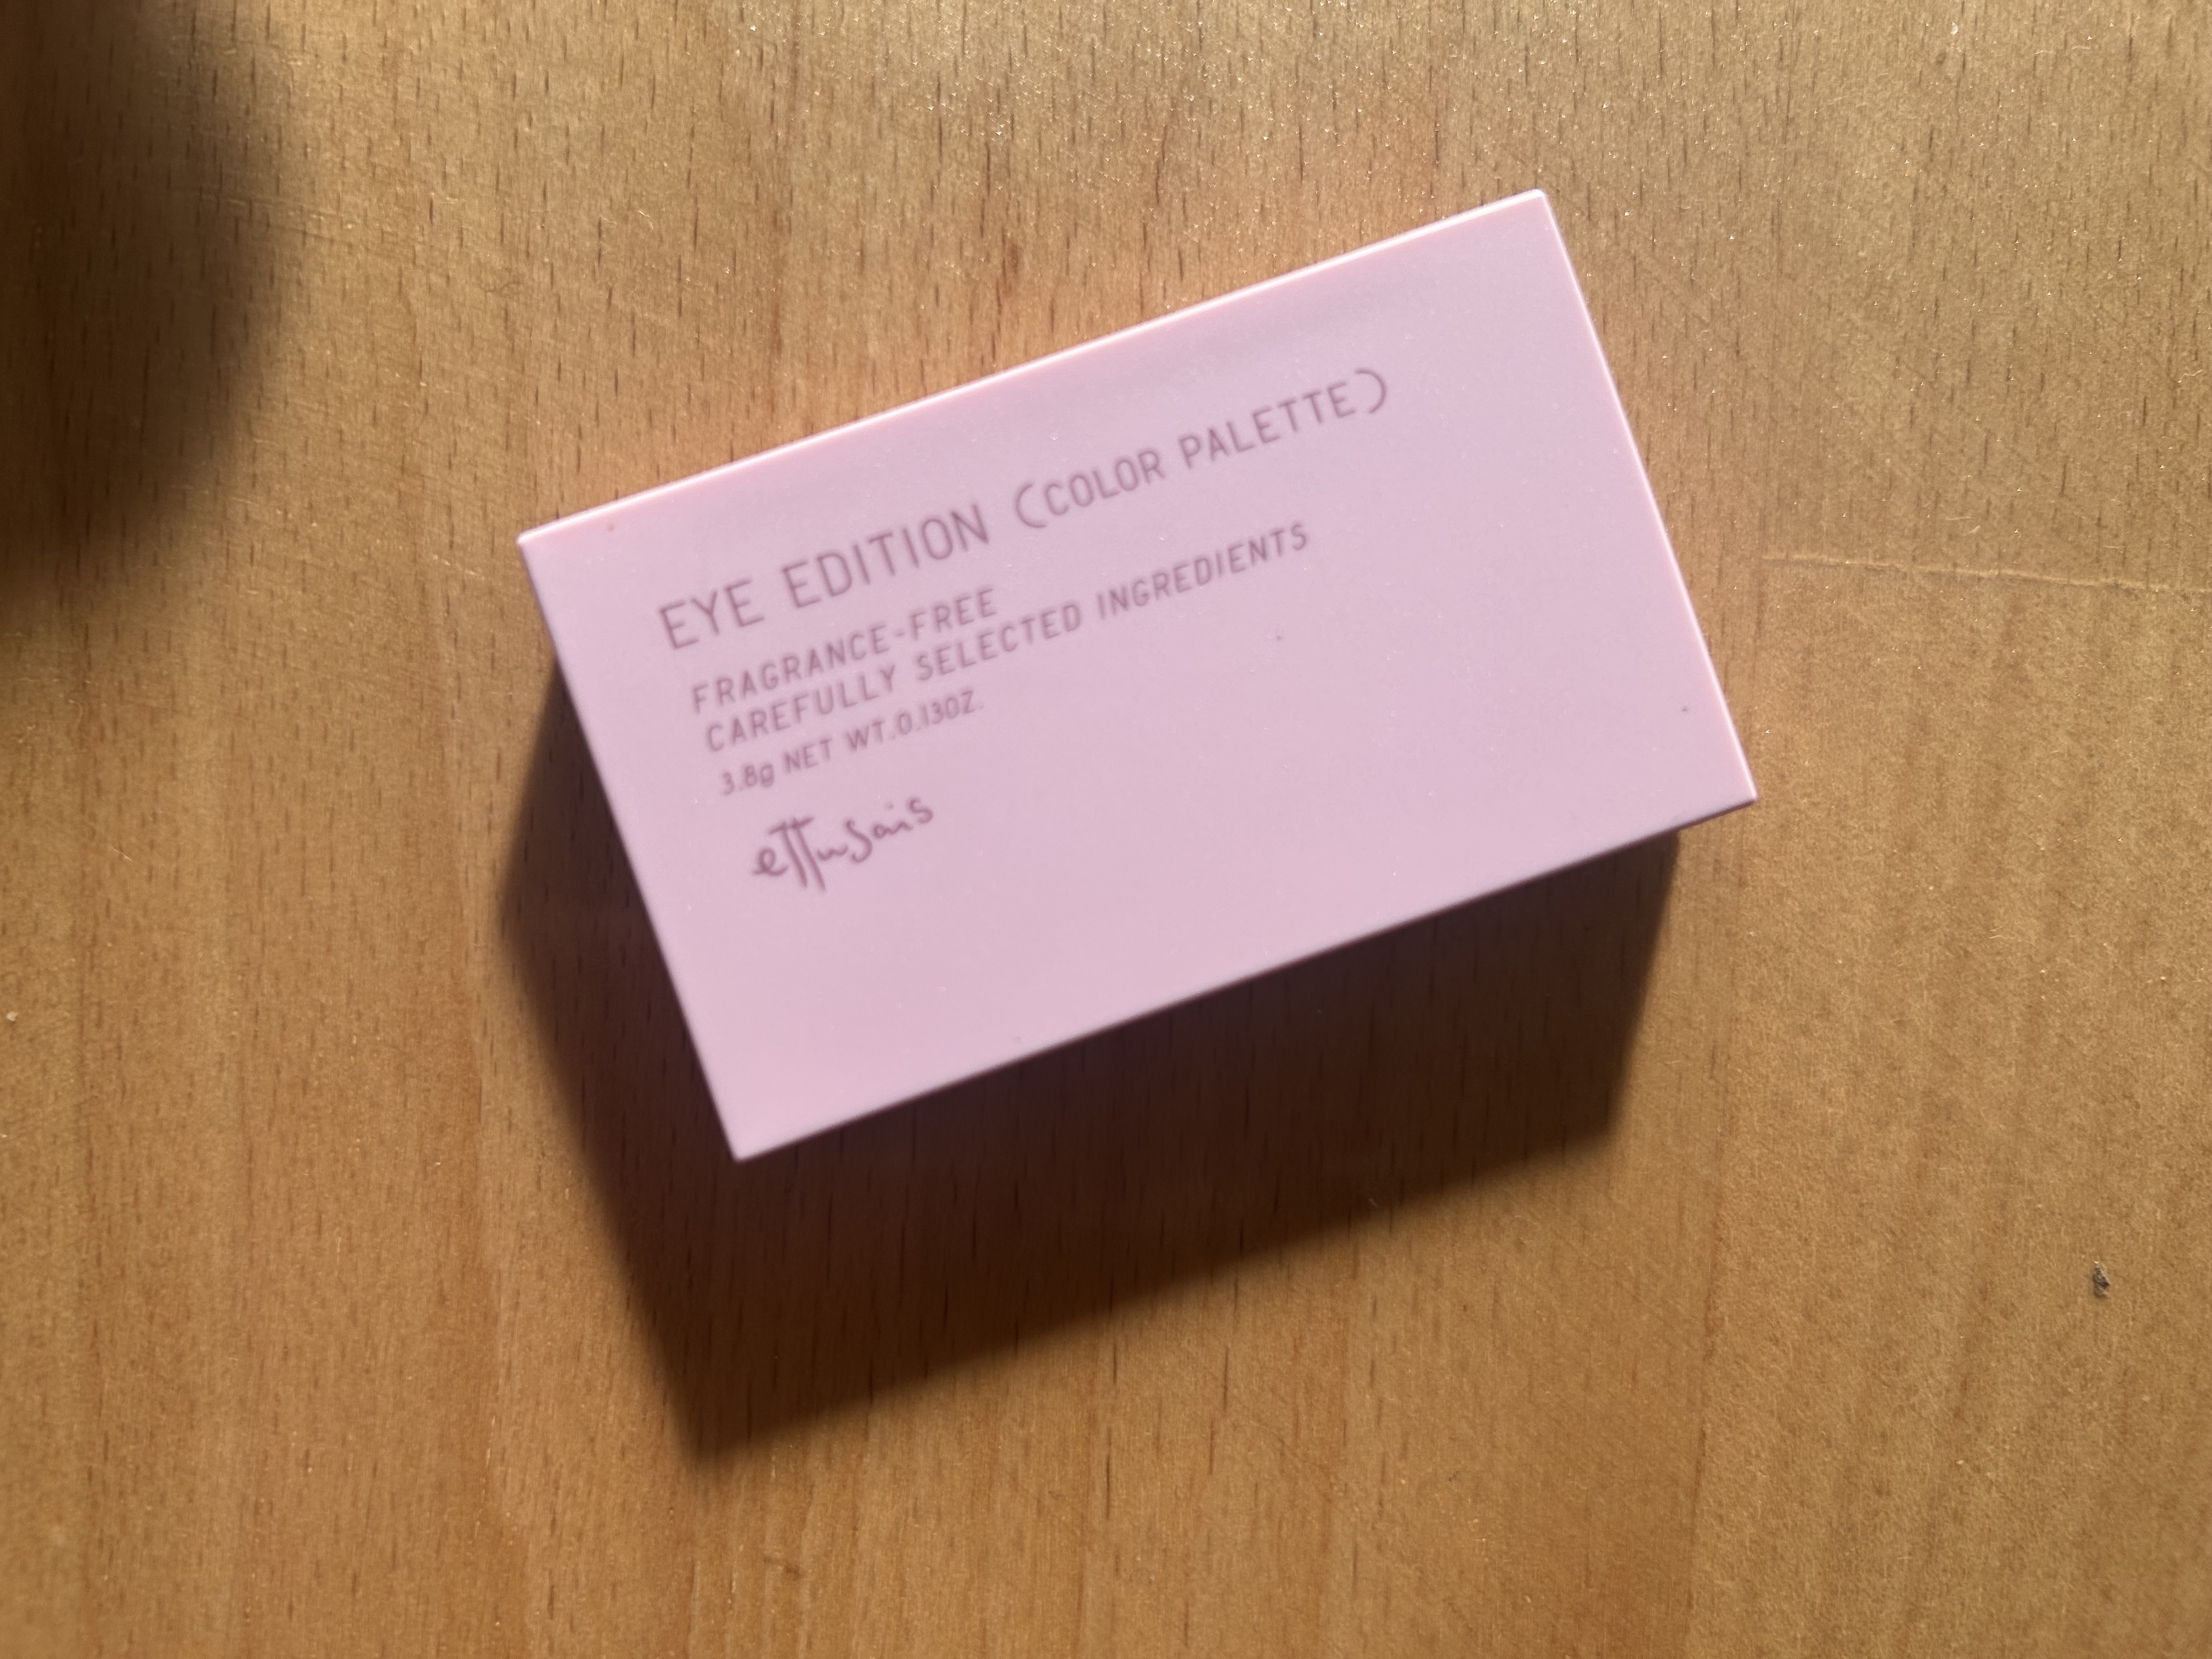 EYE EDITION (COLOR PALETTE)
FRAGRANCE-FREE
CAREFULLY SELECTED INGREDIENTS
3.8g NET WT.0.13OZ.
ettusais